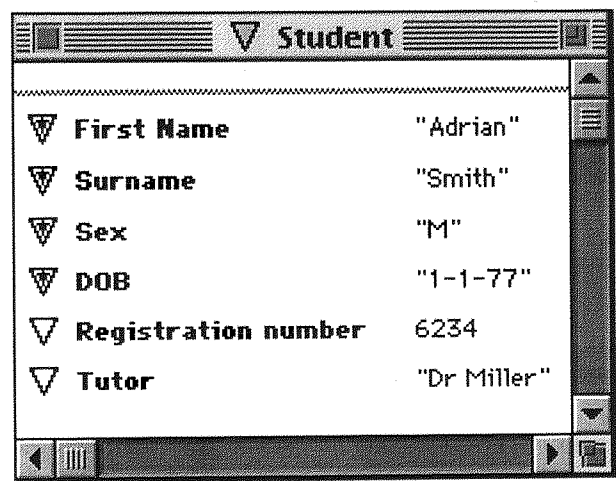 Student
First Name "Adrian"
Surname "Smith"
Sex "M"
DOB "1-1-77"
Registration number 6234
Tutor "Dr Miller"